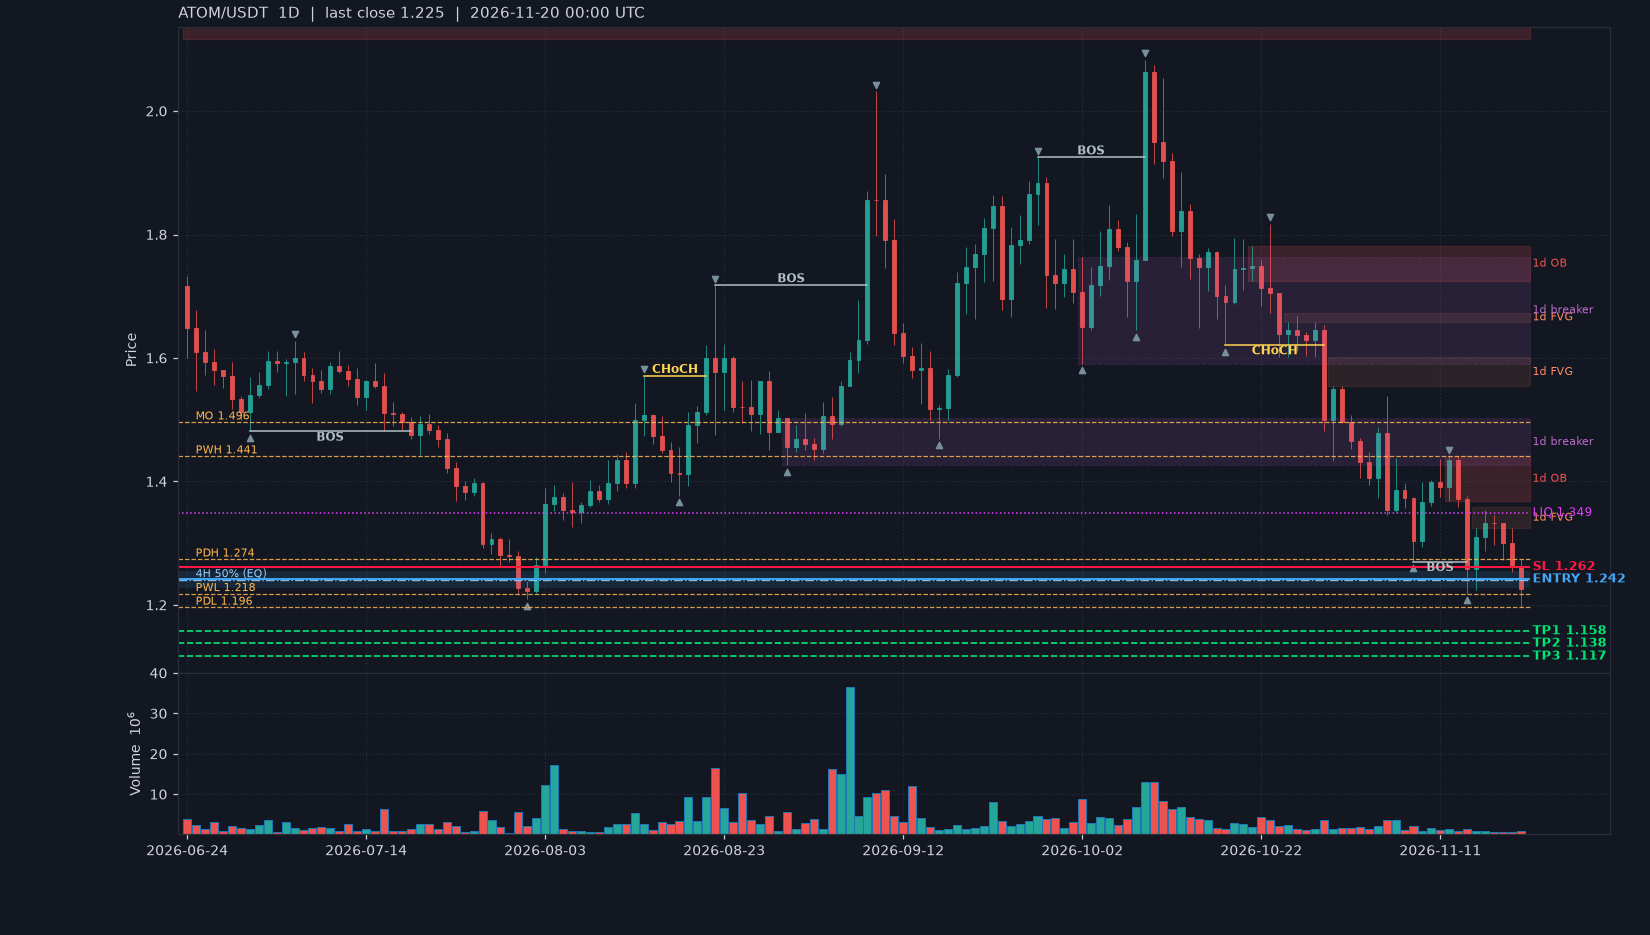 ATOM/USDT 1D | last close 1.225 | 2026-11-20 00:00 UTC
Price
2.0
1.8
1.6
1.4
1.2
BOS
BOS
BOS
CHoCH
CHoCH
BOS
BOS
1d OB
1d breaker
1d FVG
1d FVG
1d breaker
1d OB
LIQ 1.349
1d FVG
MO 1.496
PWH 1.441
PDH 1.274
4H 50% (EQ)
PWL 1.218
PDL 1.196
SL 1.262
ENTRY 1.242
TP1 1.158
TP2 1.138
TP3 1.117
Volume 10⁶
40
30
20
10
2026-06-24
2026-07-14
2026-08-03
2026-08-23
2026-09-12
2026-10-02
2026-10-22
2026-11-11